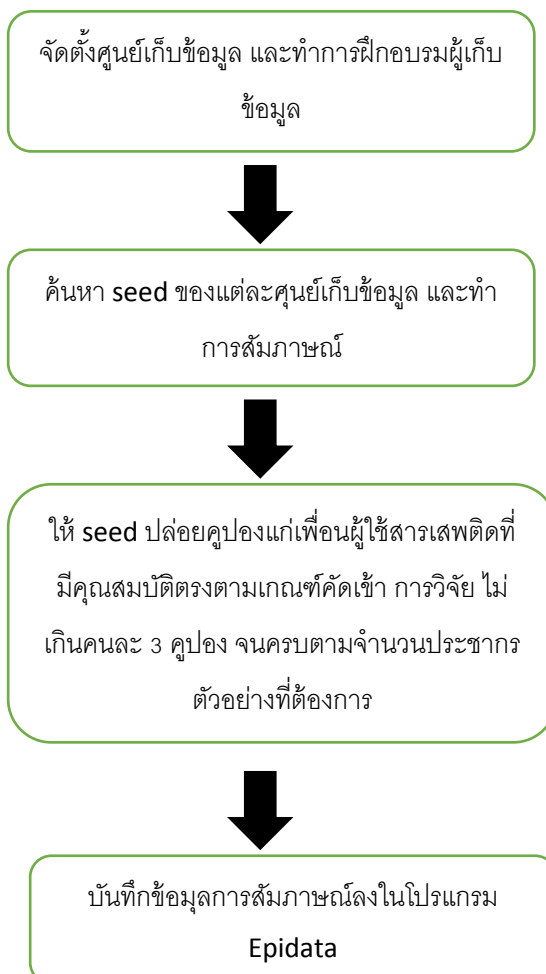 จัดตั้งศูนย์เก็บข้อมูล และทำการฝึกอบรมผู้เก็บ
ข้อมูล
ค้นหา seed ของแต่ละศูนย์เก็บข้อมูล และทำ
การสัมภาษณ์
ให้ seed ปล่อยคูปองแก่เพื่อนผู้ใช้สารเสพติดที่
มีคุณสมบัติตรงตามเกณฑ์คัดเข้า การวิจัย ไม่
เกินคนละ 3 คูปอง จนครบตามจำนวนประชากร
ตัวอย่างที่ต้องการ
บันทึกข้อมุลการสัมภาษณ์ลงในโปรแกรม
Epidata